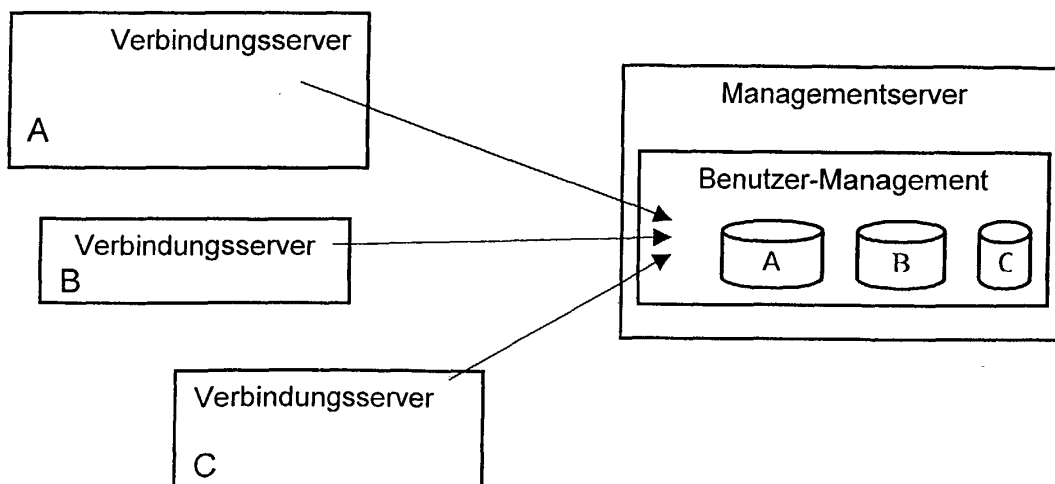 Verbindungsserver
A
Verbindungsserver
B
Verbindungsserver
C
Managementserver
Benutzer-Management
A B C